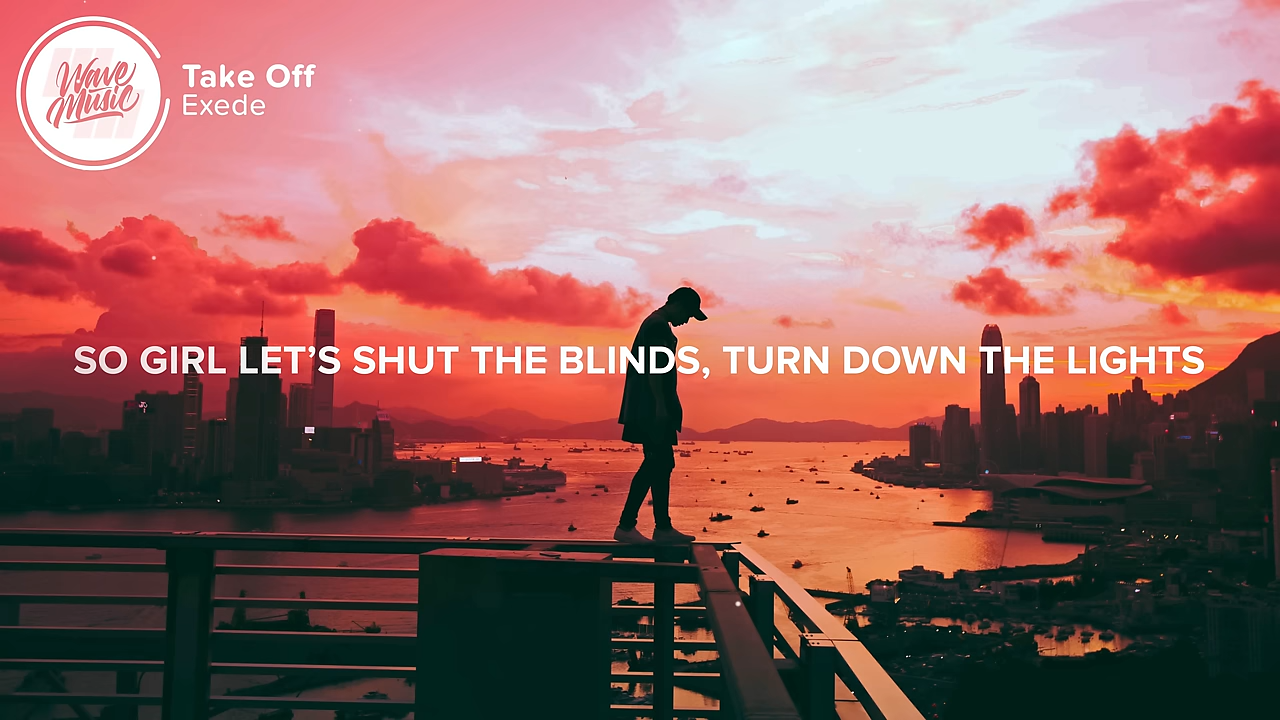 Wave
Music
Take Off
Exede
SO GIRL LET’S SHUT THE BLINDS, TURN DOWN THE LIGHTS